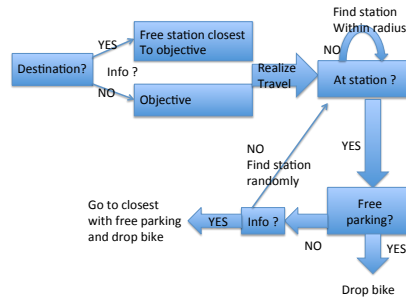 Find station
Within radius
Free station closest
To objective
YES
NO
Destination?
Info ?
Realize
Travel
At station ?
NO
Objective
YES
NO
Find station
randomly
Go to closest
with free parking
and drop bike
YES
Info ?
Free
parking?
NO
YES
Drop bike